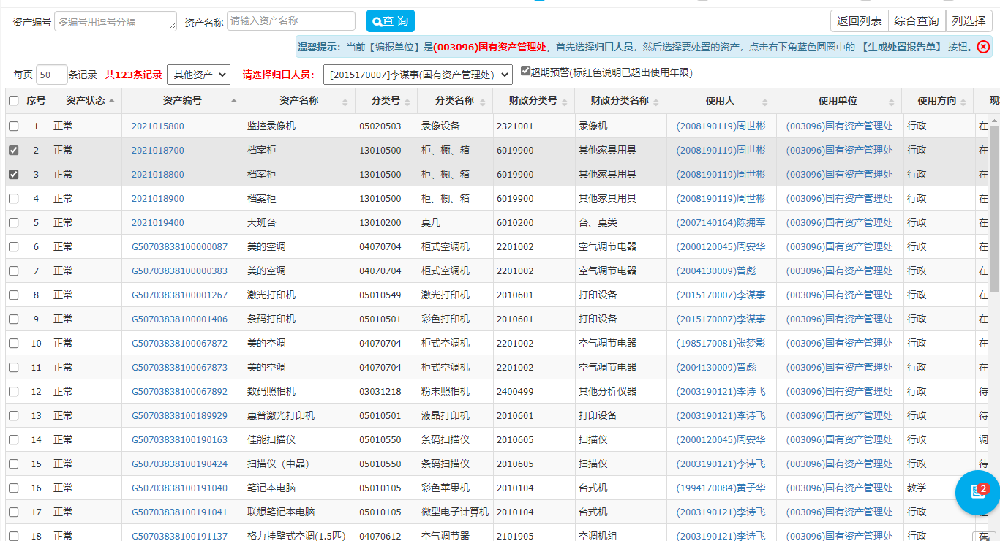 资产编号 多编号用逗号分隔 资产名称 请输入资产名称 查 询 返回列表 综合查询 列选择
温馨提示：当前【编报单位】是(003096)国有资产管理处，首先选择归口人员，然后选择要处置的资产，点击右下角蓝色圆圈中的 【生成处置报告单】 按钮。
每页 50 条记录 共123条记录 其他资产 请选择归口人员： [2015170007]李谋事(国有资产管理处) 超期预警(标红色说明已超出使用年限)
序号 资产状态 资产编号 资产名称 分类号 分类名称 财政分类号 财政分类名称 使用人 使用单位 使用方向
1 正常 2021015800 监控录像机 05020503 录像设备 2321001 录像机 (2008190119)周世彬 (003096)国有资产管理处 行政 在
2 正常 2021018700 档案柜 13010500 柜、橱、箱 6019900 其他家具用具 (2008190119)周世彬 (003096)国有资产管理处 行政 在
3 正常 2021018800 档案柜 13010500 柜、橱、箱 6019900 其他家具用具 (2008190119)周世彬 (003096)国有资产管理处 行政 在
4 正常 2021018900 档案柜 13010500 柜、橱、箱 6019900 其他家具用具 (2008190119)周世彬 (003096)国有资产管理处 行政 在
5 正常 2021019400 大班台 13010200 桌几 6010200 台、桌类 (2007140164)陈拥军 (003096)国有资产管理处 行政 在
6 正常 G50703838100000087 美的空调 04070704 柜式空调机 2201002 空气调节电器 (2000120045)周安华 (003096)国有资产管理处 行政 在
7 正常 G50703838100000383 美的空调 04070704 柜式空调机 2201002 空气调节电器 (2004130009)曾彪 (003096)国有资产管理处 行政 在
8 正常 G50703838100001267 激光打印机 05010549 激光打印机 2010601 打印设备 (2015170007)李谋事 (003096)国有资产管理处 行政 在
9 正常 G50703838100001406 条码打印机 05010501 彩色打印机 2010601 打印设备 (2015170007)李谋事 (003096)国有资产管理处 行政 在
10 正常 G50703838100067872 美的空调 04070704 柜式空调机 2201002 空气调节电器 (1985170081)张梦影 (003096)国有资产管理处 行政 在
11 正常 G50703838100067873 美的空调 04070704 柜式空调机 2201002 空气调节电器 (2004130009)曾彪 (003096)国有资产管理处 行政 在
12 正常 G50703838100067892 数码照相机 03031218 粉末照相机 2400499 其他分析仪器 (2003190121)李诗飞 (003096)国有资产管理处 行政 待
13 正常 G50703838100189929 惠普激光打印机 05010501 液晶打印机 2010601 打印设备 (2003190121)李诗飞 (003096)国有资产管理处 行政 待
14 正常 G50703838100190163 佳能扫描仪 05010550 条码扫描仪 2010605 扫描仪 (2000120045)周安华 (003096)国有资产管理处 行政 调
15 正常 G50703838100190424 扫描仪（中晶） 05010550 条码扫描仪 2010605 扫描仪 (2003190121)李诗飞 (003096)国有资产管理处 行政 待
16 正常 G50703838100191040 笔记本电脑 05010105 彩色苹果机 2010104 台式机 (1994170084)黄子华 (003096)国有资产管理处 教学 2
17 正常 G50703838100191041 联想笔记本电脑 05010105 微型电子计算机 2010104 台式机 (2003190121)李诗飞 (003096)国有资产管理处 行政
18 正常 G50703838100191137 格力挂壁式空调(1.5匹) 04070612 空气调节器 2101905 空调机组 (2003190121)李诗飞 (003096)国有资产管理处 行政